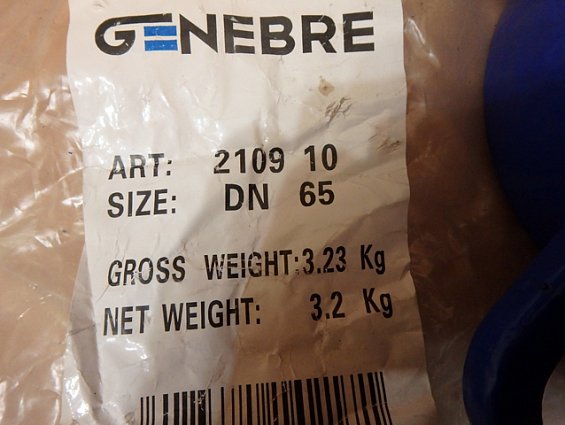 GENEBRE
ART: 2109 10
SIZE: DN 65
GROSS WEIGHT:3.23 Kg
NET WEIGHT: 3.2 Kg